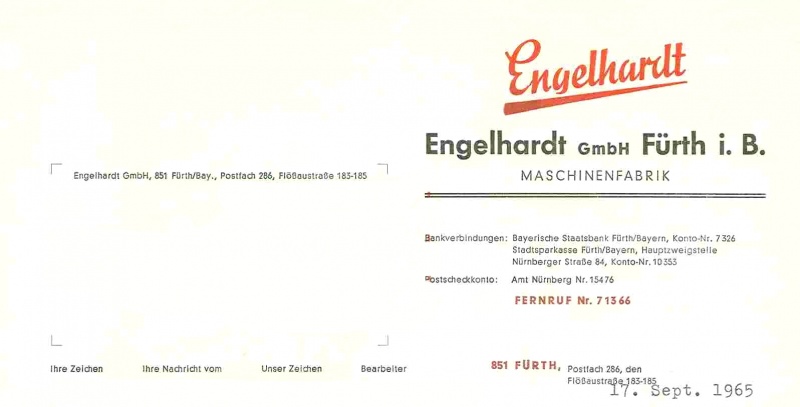 Engelhardt
Engelhardt GmbH Fürth i. B.
MASCHINENFABRIK
Engelhardt GmbH, 851 Fürth/Bay., Postfach 286, Flößaustraße 183-185
Bankverbindungen: Bayerische Staatsbank Fürth/Bayern, Konto-Nr. 7326
Stadtsparkasse Fürth/Bayern, Hauptzweigstelle
Nürnberger Straße 84, Konto-Nr. 10353
Postscheckkonto: Amt Nürnberg Nr. 15476
FERNRUF Nr. 71366
Ihre Zeichen Ihre Nachricht vom Unser Zeichen Bearbeiter
851 FÜRTH, Postfach 286, den
Flößaustraße 183-185
17. Sept. 1965